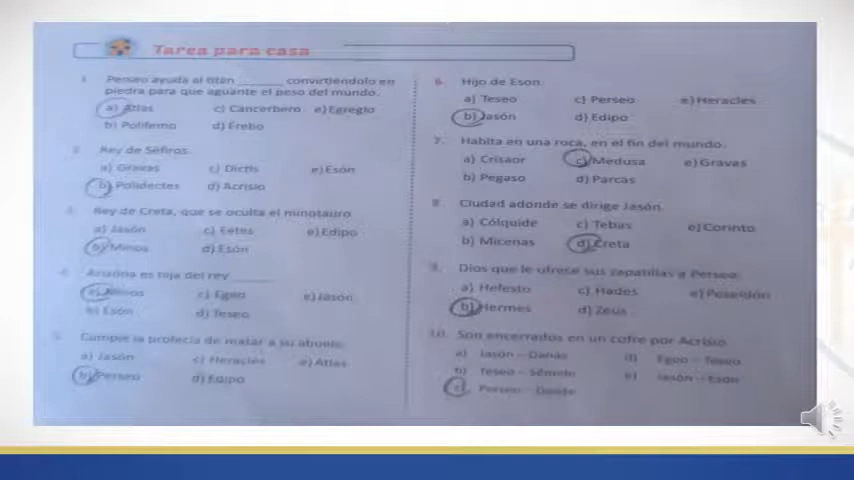 Tarea para casa
1. Perseo ayuda al titán ______ convirtiéndolo en
piedra para que aguante el peso del mundo.
a) Atlas c) Cancerbero e) Egregio
b) Polifemo d) Erebo
2. Rey de Séfiros.
a) Gravas c) Dictis e) Esón
b) Polidectes d) Acrisio
3. Rey de Creta, que se oculta el minotauro.
a) Jasón c) Eetes e) Edipo
b) Minos d) Esón
4. Ariadna es hija del rey ______
a) Minos c) Egeo e) Jasón
b) Esón d) Teseo
5. Cumple la profecía de matar a su abuelo.
a) Jasón c) Heracles e) Atlas
b) Perseo d) Edipo
6. Hijo de Eson.
a) Teseo c) Perseo e) Heracles
b) Jasón d) Edipo
7. Habita en una roca, en el fin del mundo.
a) Crisaor c) Medusa e) Gravas
b) Pegaso d) Parcas
8. Ciudad adonde se dirige Jasón.
a) Cólquide c) Tebas e) Corinto
b) Micenas d) Creta
9. Dios que le ofrece sus zapatillas a Perseo.
a) Hefesto c) Hades e) Poseidón
b) Hermes d) Zeus
10. Son encerrados en un cofre por Acrisio.
a) Jasón – Danae d) Egeo – Teseo
b) Teseo – Sémele e) Jasón – Esón
c) Perseo – Danae